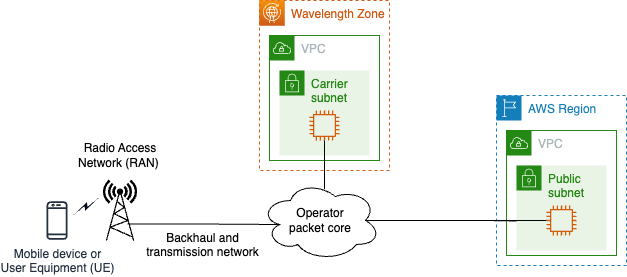 Wavelength Zone
VPC
Carrier
subnet
AWS Region
VPC
Public
subnet
Radio Access
Network (RAN)
Operator
packet core
Backhaul and
transmission network
Mobile device or
User Equipment (UE)